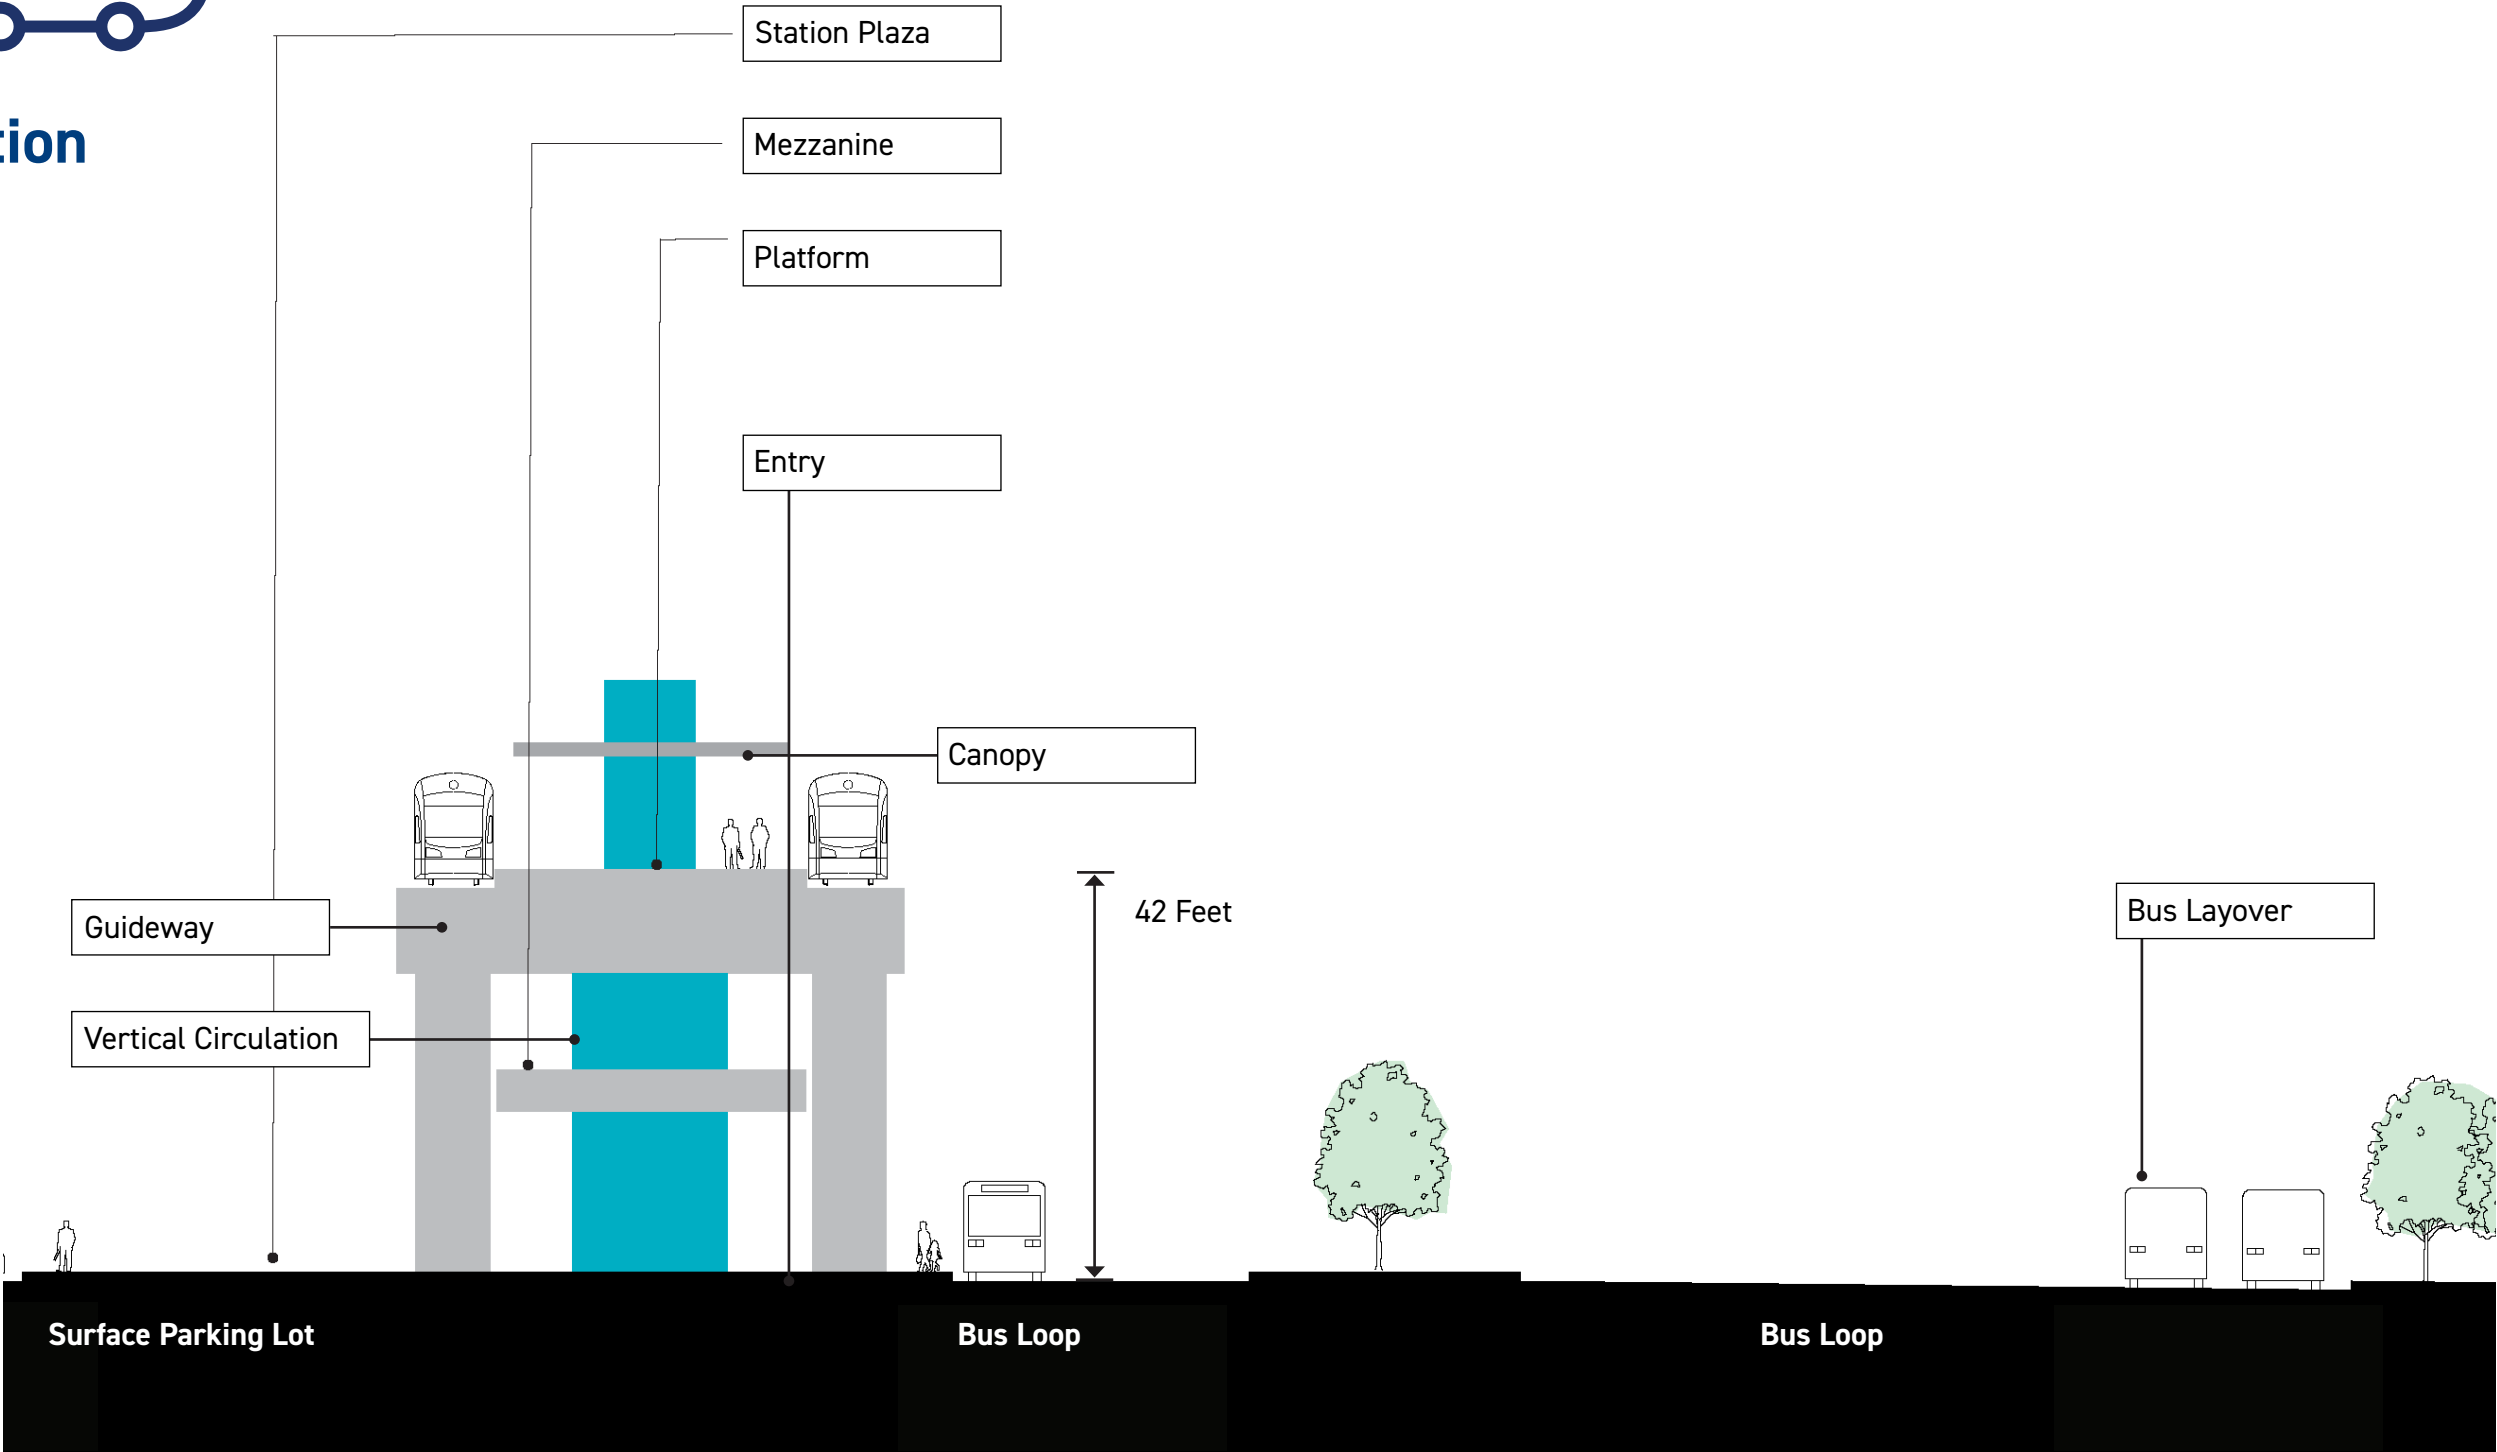 Station Plaza
tion
Mezzanine
Platform
Entry
Canopy
42 Feet
Bus Layover
Guideway
Vertical Circulation
Surface Parking Lot
Bus Loop
Bus Loop